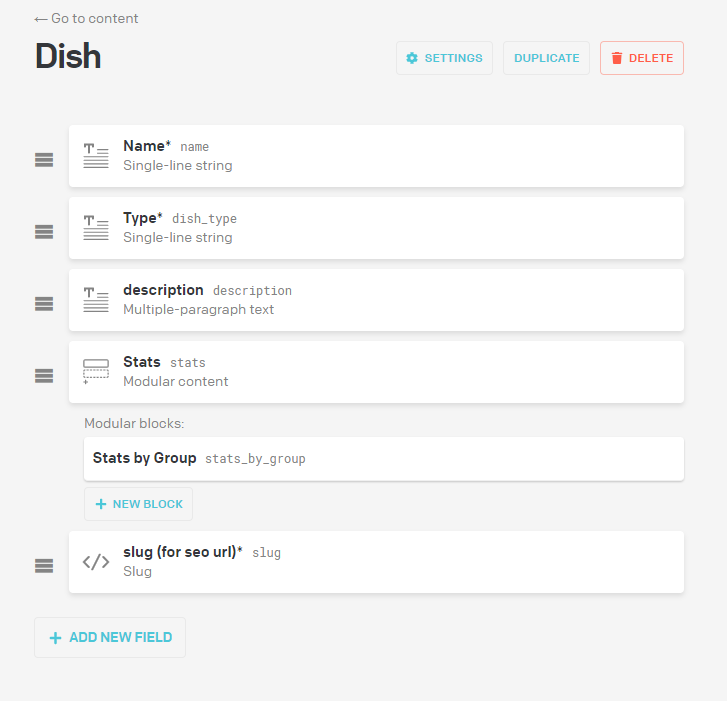 ← Go to content
Dish
SETTINGS
DUPLICATE
DELETE
Name* name
Single-line string
Type* dish_type
Single-line string
description description
Multiple-paragraph text
Stats stats
Modular content
Modular blocks:
Stats by Group stats_by_group
+ NEW BLOCK
slug (for seo url)* slug
Slug
+ ADD NEW FIELD